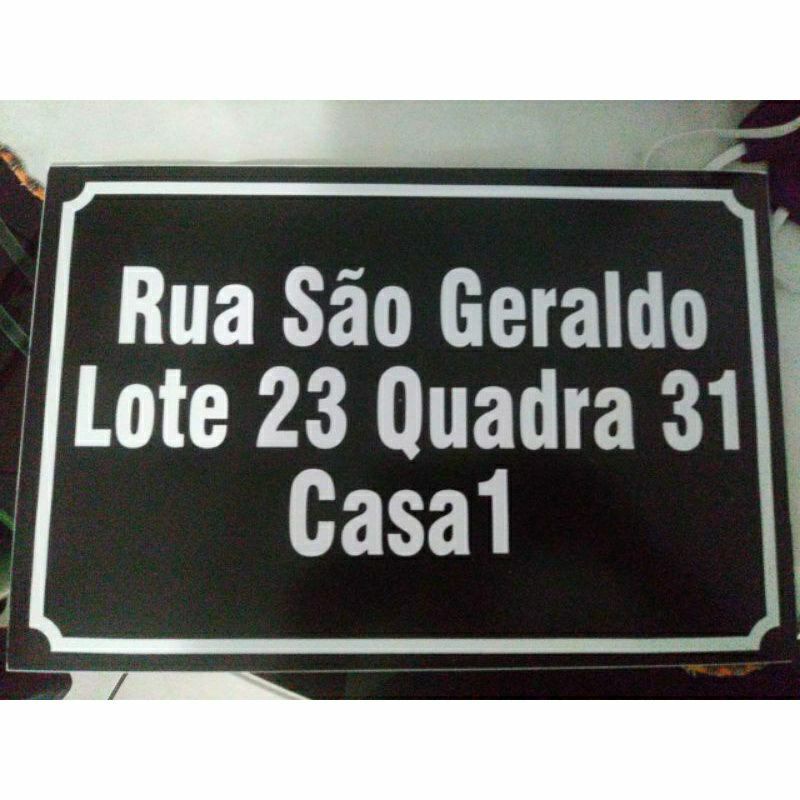 Rua São Geraldo
Lote 23 Quadra 31
Casa1